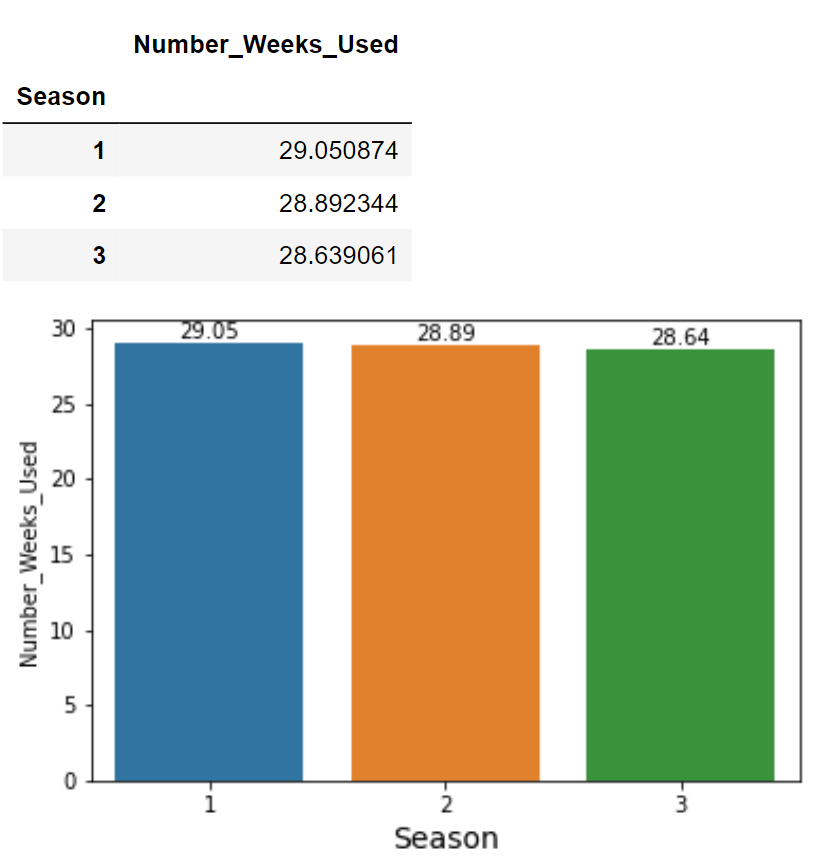 Number_Weeks_Used
Season
1 29.050874
2 28.892344
3 28.639061
30
25
20
15
10
5
0
Number_Weeks_Used
29.05 28.89 28.64
1 2 3
Season